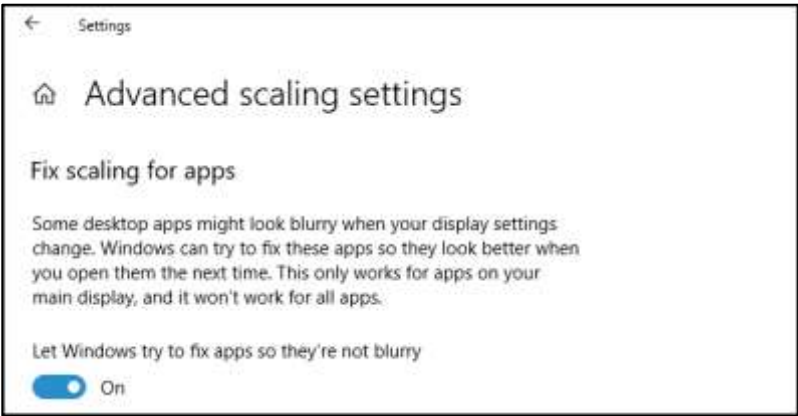 Settings
Advanced scaling settings
Fix scaling for apps
Some desktop apps might look blurry when your display settings
change. Windows can try to fix these apps so they look better when
you open them the next time. This only works for apps on your
main display, and it won't work for all apps.
Let Windows try to fix apps so they're not blurry
On